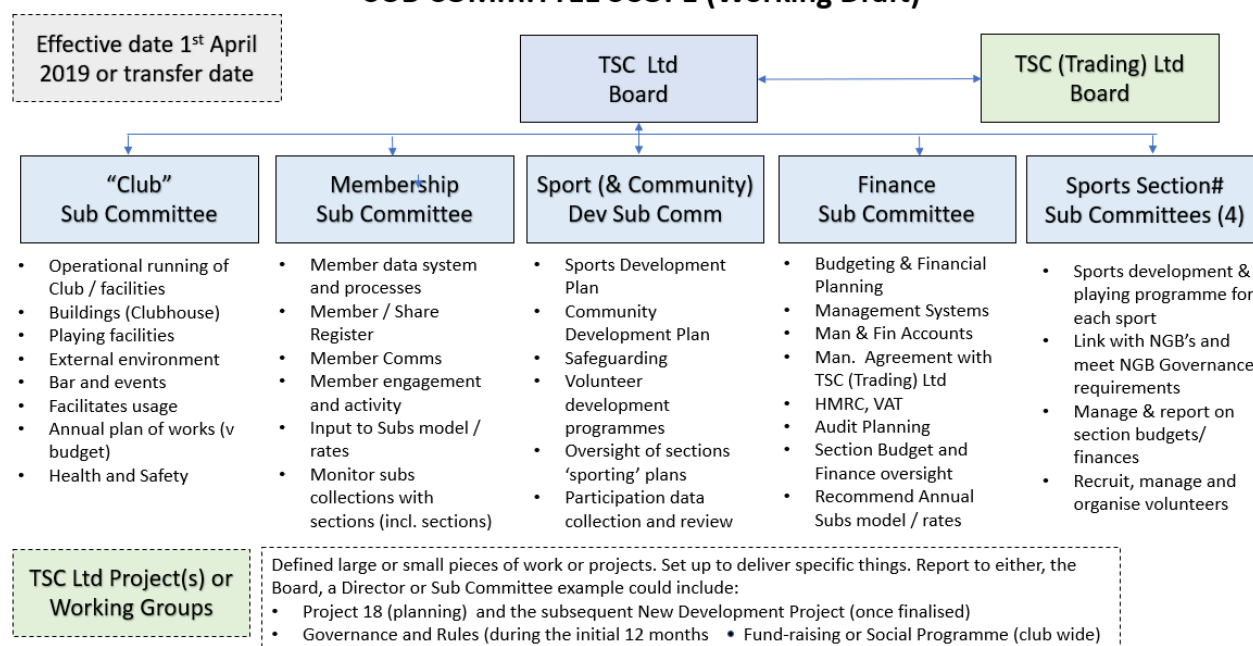 SUB COMMITTEE SCOPE (Working Draft)
Effective date 1st April
2019 or transfer date
TSC Ltd
Board
TSC (Trading) Ltd
Board
“Club”
Sub Committee
Membership
Sub Committee
Sport (& Community)
Dev Sub Comm
Finance
Sub Committee
Sports Section#
Sub Committees (4)
• Operational running of
Club / facilities
• Buildings (Clubhouse)
• Playing facilities
• External environment
• Bar and events
• Facilitates usage
• Annual plan of works (v
budget)
• Health and Safety
• Member data system
and processes
• Member / Share
Register
• Member Comms
• Member engagement
and activity
• Input to Subs model /
rates
• Monitor subs
collections with
sections (incl. sections)
• Sports Development
Plan
• Community
Development Plan
• Safeguarding
• Volunteer
development
programmes
• Oversight of sections
‘sporting’ plans
• Participation data
collection and review
• Budgeting & Financial
Planning
• Management Systems
• Man & Fin Accounts
• Man. Agreement with
TSC (Trading) Ltd
• HMRC, VAT
• Audit Planning
• Section Budget and
Finance oversight
• Recommend Annual
Subs model / rates
• Sports development &
playing programme for
each sport
• Link with NGB’s and
meet NGB Governance
requirements
• Manage & report on
section budgets/
finances
• Recruit, manage and
organise volunteers
TSC Ltd Project(s) or
Working Groups
Defined large or small pieces of work or projects. Set up to deliver specific things. Report to either, the
Board, a Director or Sub Committee example could include:
• Project 18 (planning) and the subsequent New Development Project (once finalised)
• Governance and Rules (during the initial 12 months • Fund-raising or Social Programme (club wide)